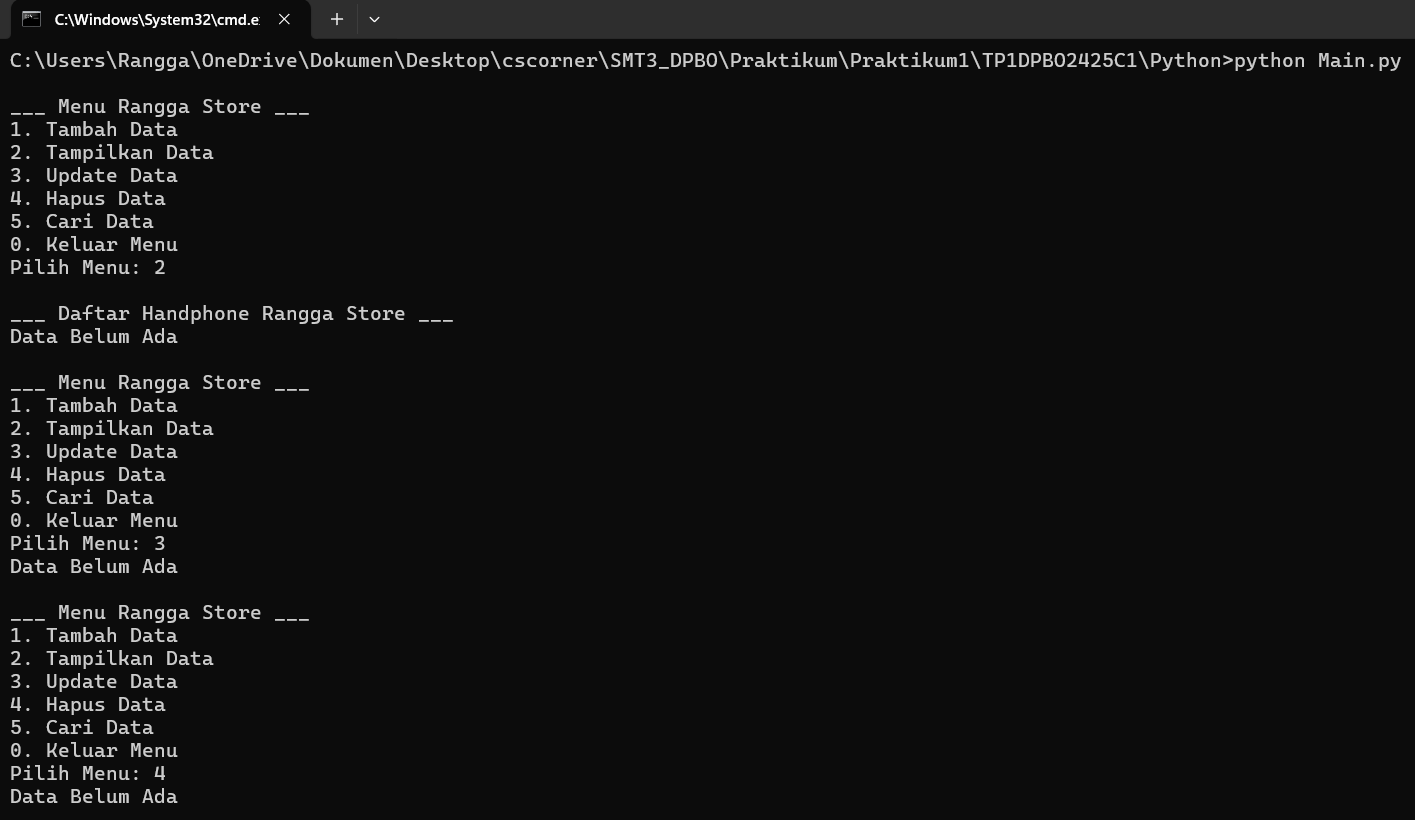 C:\Windows\System32\cmd.e
C:\Users\Rangga\OneDrive\Dokumen\Desktop\cscorner\SMT3_DPBO\Praktikum\Praktikum1\TP1DPBO2425C1\Python>python Main.py
___ Menu Rangga Store ___
1. Tambah Data
2. Tampilkan Data
3. Update Data
4. Hapus Data
5. Cari Data
0. Keluar Menu
Pilih Menu: 2
___ Daftar Handphone Rangga Store ___
Data Belum Ada
___ Menu Rangga Store ___
1. Tambah Data
2. Tampilkan Data
3. Update Data
4. Hapus Data
5. Cari Data
0. Keluar Menu
Pilih Menu: 3
Data Belum Ada
___ Menu Rangga Store ___
1. Tambah Data
2. Tampilkan Data
3. Update Data
4. Hapus Data
5. Cari Data
0. Keluar Menu
Pilih Menu: 4
Data Belum Ada